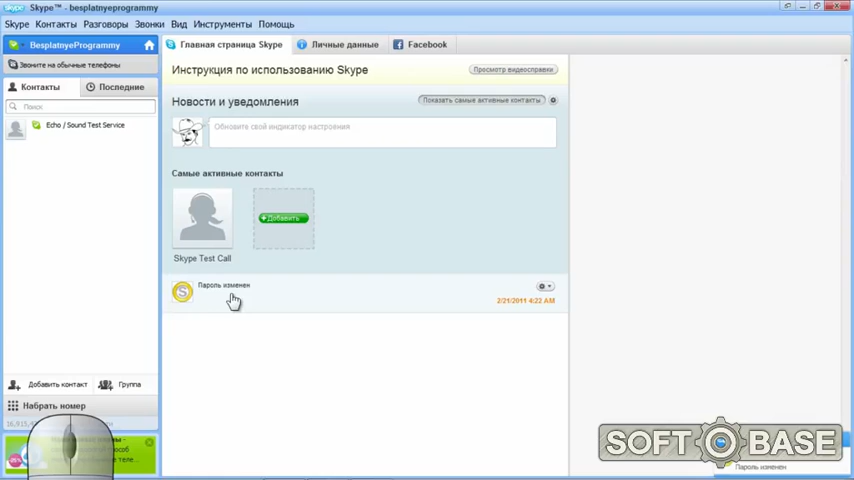 Skype™ - besplatnyeprogrammy
Skype Контакты Разговоры Звонки Вид Инструменты Помощь
BesplatnyeProgrammy
Главная страница Skype
Личные данные
Facebook
Звоните на обычные телефоны
Инструкция по использованию Skype
Просмотр видеосправки
Контакты
Последние
Новости и уведомления
Показать самые активные контакты
Поиск
Echo / Sound Test Service
Обновите свой индикатор настроения
Самые активные контакты
Добавить
Skype Test Call
Пароль изменен
2/21/2011 4:22 AM
Добавить контакт
Группа
Набрать номер
SOFT BASE
Пароль изменен